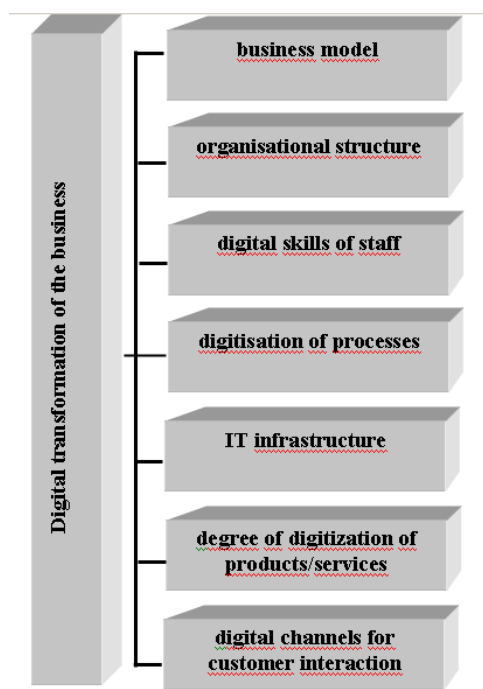 Digital transformation of the business
business model
organisational structure
digital skills of staff
digitisation of processes
IT infrastructure
degree of digitization of
products/services
digital channels for
customer interaction